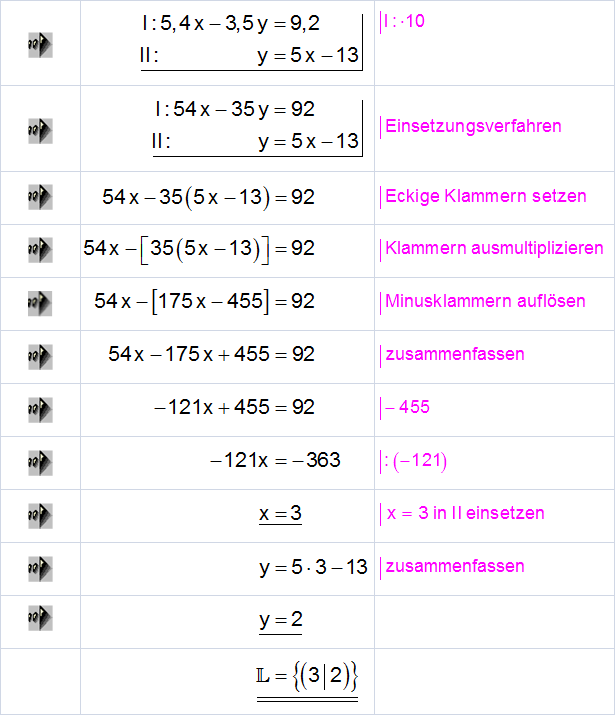 I: 5,4x − 3,5y = 9,2 |I: ·10
II: y = 5x − 13
I: 54x − 35y = 92
II: y = 5x − 13 |Einsetzungsverfahren
54x − 35(5x − 13) = 92 |Eckige Klammern setzen
54x − [35(5x − 13)] = 92 |Klammern ausmultiplizieren
54x − [175x − 455] = 92 |Minusklammern auflösen
54x − 175x + 455 = 92 |zusammenfassen
−121x + 455 = 92 |− 455
−121x = −363 |: (−121)
x = 3 |x = 3 in II einsetzen
y = 5 · 3 − 13 |zusammenfassen
y = 2
𝕃 = {(3|2)}